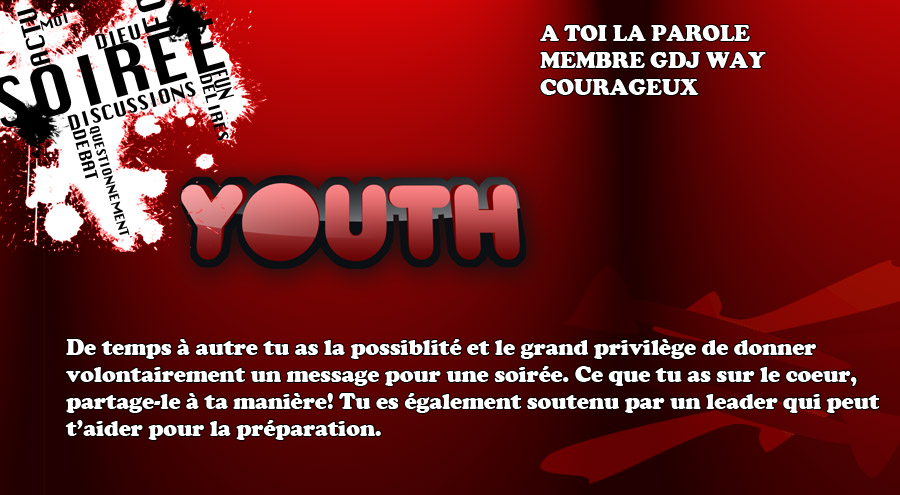 ACTU
MOI
DIEU
FO
SOIRÉE
DISCUSSIONS
FUN
DELIRES
DEBAT
QUESTIONNEMENT
A TOI LA PAROLE
MEMBRE GDJ WAY
COURAGEUX
YOUTH
De temps à autre tu as la possiblité et le grand privilège de donner
volontairement un message pour une soirée. Ce que tu as sur le coeur,
partage-le à ta manière! Tu es également soutenu par un leader qui peut
t'aider pour la préparation.